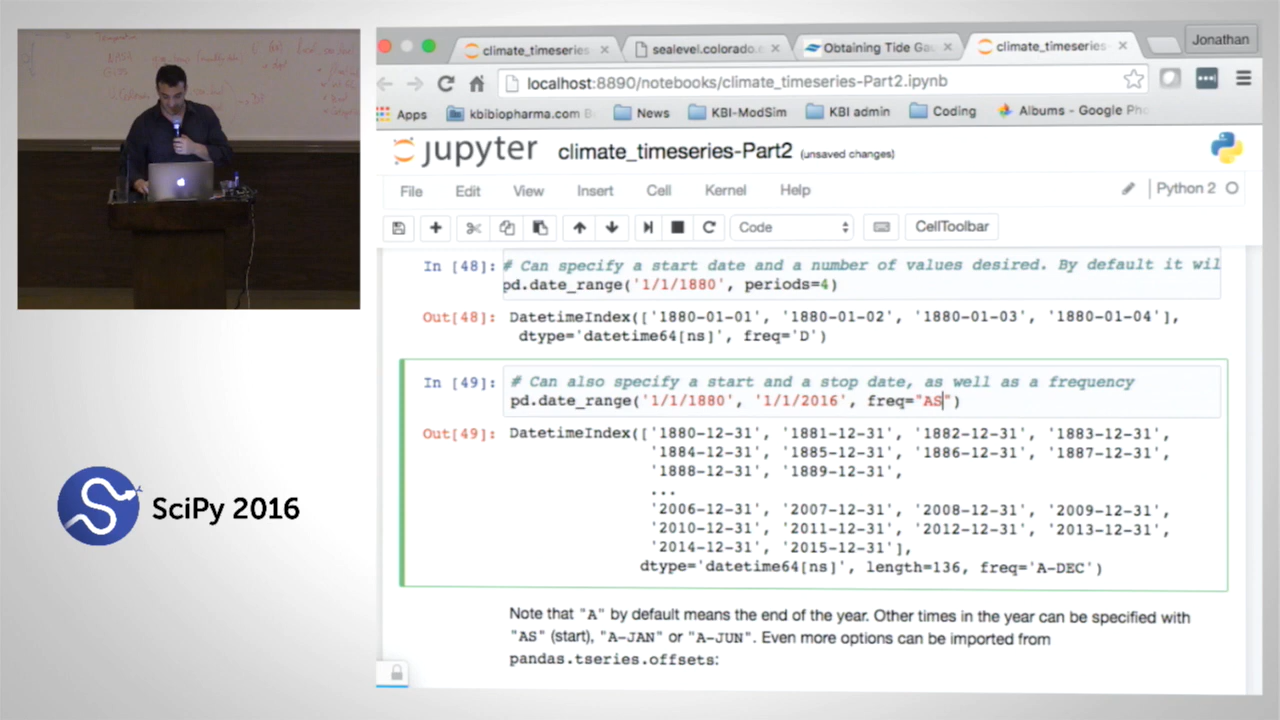 climate_timeseries
sealevel.colorado.
Obtaining Tide Ga
climate_timeseries
Jonathan
localhost:8890/notebooks/climate_timeseries-Part2.ipynb
Apps
kbibiopharma.com B
News
KBI-ModSim
KBI admin
Coding
Albums - Google Pho
jupyter climate_timeseries-Part2 (unsaved changes)
File Edit View Insert Cell Kernel Help
Python 2
Code
CellToolbar
In [48]: # Can specify a start date and a number of values desired. By default it wil
pd.date_range('1/1/1880', periods=4)
Out[48]: DatetimeIndex(['1880-01-01', '1880-01-02', '1880-01-03', '1880-01-04'],
dtype='datetime64[ns]', freq='D')
In [49]: # Can also specify a start and a stop date, as well as a frequency
pd.date_range('1/1/1880', '1/1/2016', freq="AS")
Out[49]: DatetimeIndex(['1880-12-31', '1881-12-31', '1882-12-31', '1883-12-31',
'1884-12-31', '1885-12-31', '1886-12-31', '1887-12-31',
'1888-12-31', '1889-12-31',
...
'2006-12-31', '2007-12-31', '2008-12-31', '2009-12-31',
'2010-12-31', '2011-12-31', '2012-12-31', '2013-12-31',
'2014-12-31', '2015-12-31'],
dtype='datetime64[ns]', length=136, freq='A-DEC')
Note that "A" by default means the end of the year. Other times in the year can be specified with
"AS" (start), "A-JAN" or "A-JUN". Even more options can be imported from
pandas.tseries.offsets:
SciPy 2016